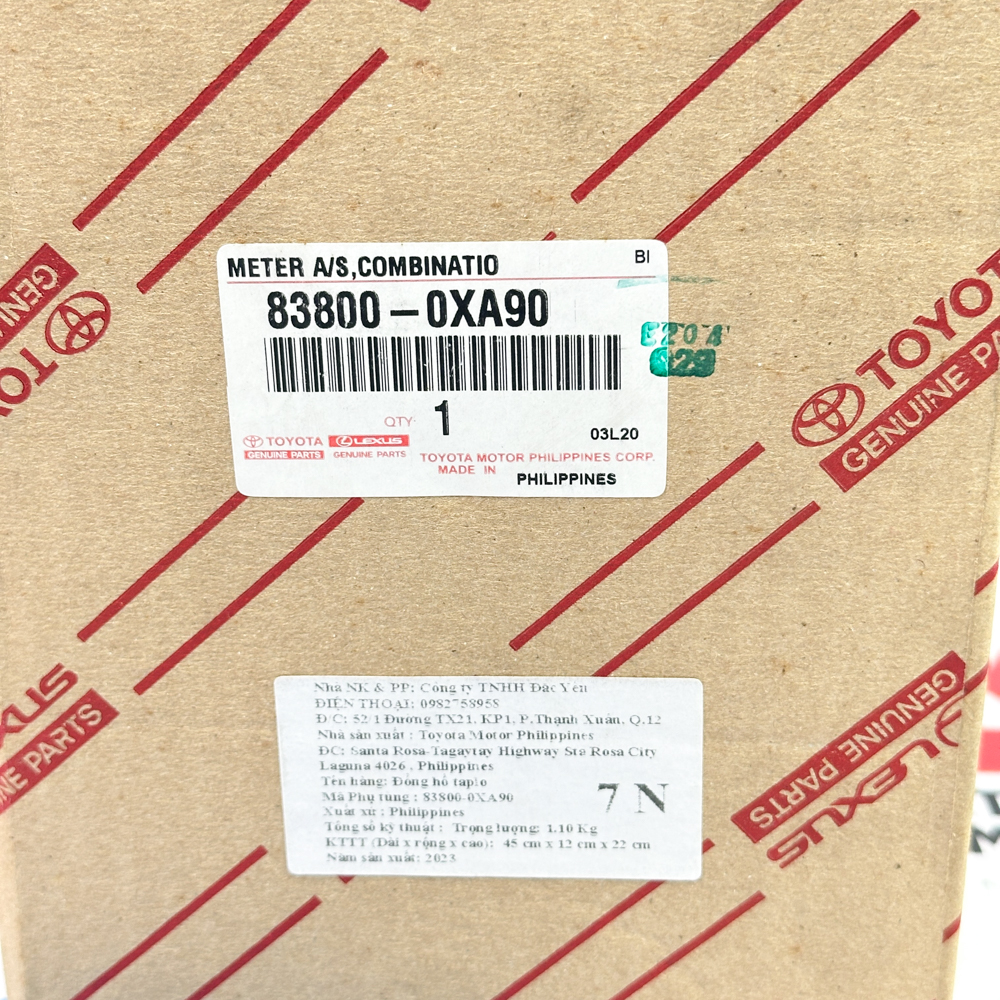 METER A/S,COMBINATIO
BI
83800-0XA90
QTY.
1
03L20
TOYOTA
GENUINE PARTS
LEXUS
GENUINE PARTS
TOYOTA MOTOR PHILIPPINES CORP.
MADE IN
PHILIPPINES
TOYOTA
GENUINE PA
GENUINE
TO
LEXUS
GENUINE PARTS
EXUS
E PARTS
Nhà NK & PP: Công ty TNHH Đắc Yến
ĐIỆN THOẠI: 0982758958
Đ/C: 52/1 Đường TX21, KP1, P.Thạnh Xuân, Q.12
Nhà sản xuất : Toyota Motor Philippines
ĐC: Santa Rosa-Tagaytay Highway Sta Rosa City
Laguna 4026 , Philippines
Tên hàng: Đồng hồ taplo
Mã Phụ tùng : 83800-0XA90
Xuất xứ : Philippines
Tổng số kỹ thuật : Trọng lượng: 1.10 Kg
KTTT (Dài x rộng x cao): 45 cm x 12 cm x 22 cm
Năm sản xuất: 2023
7 N